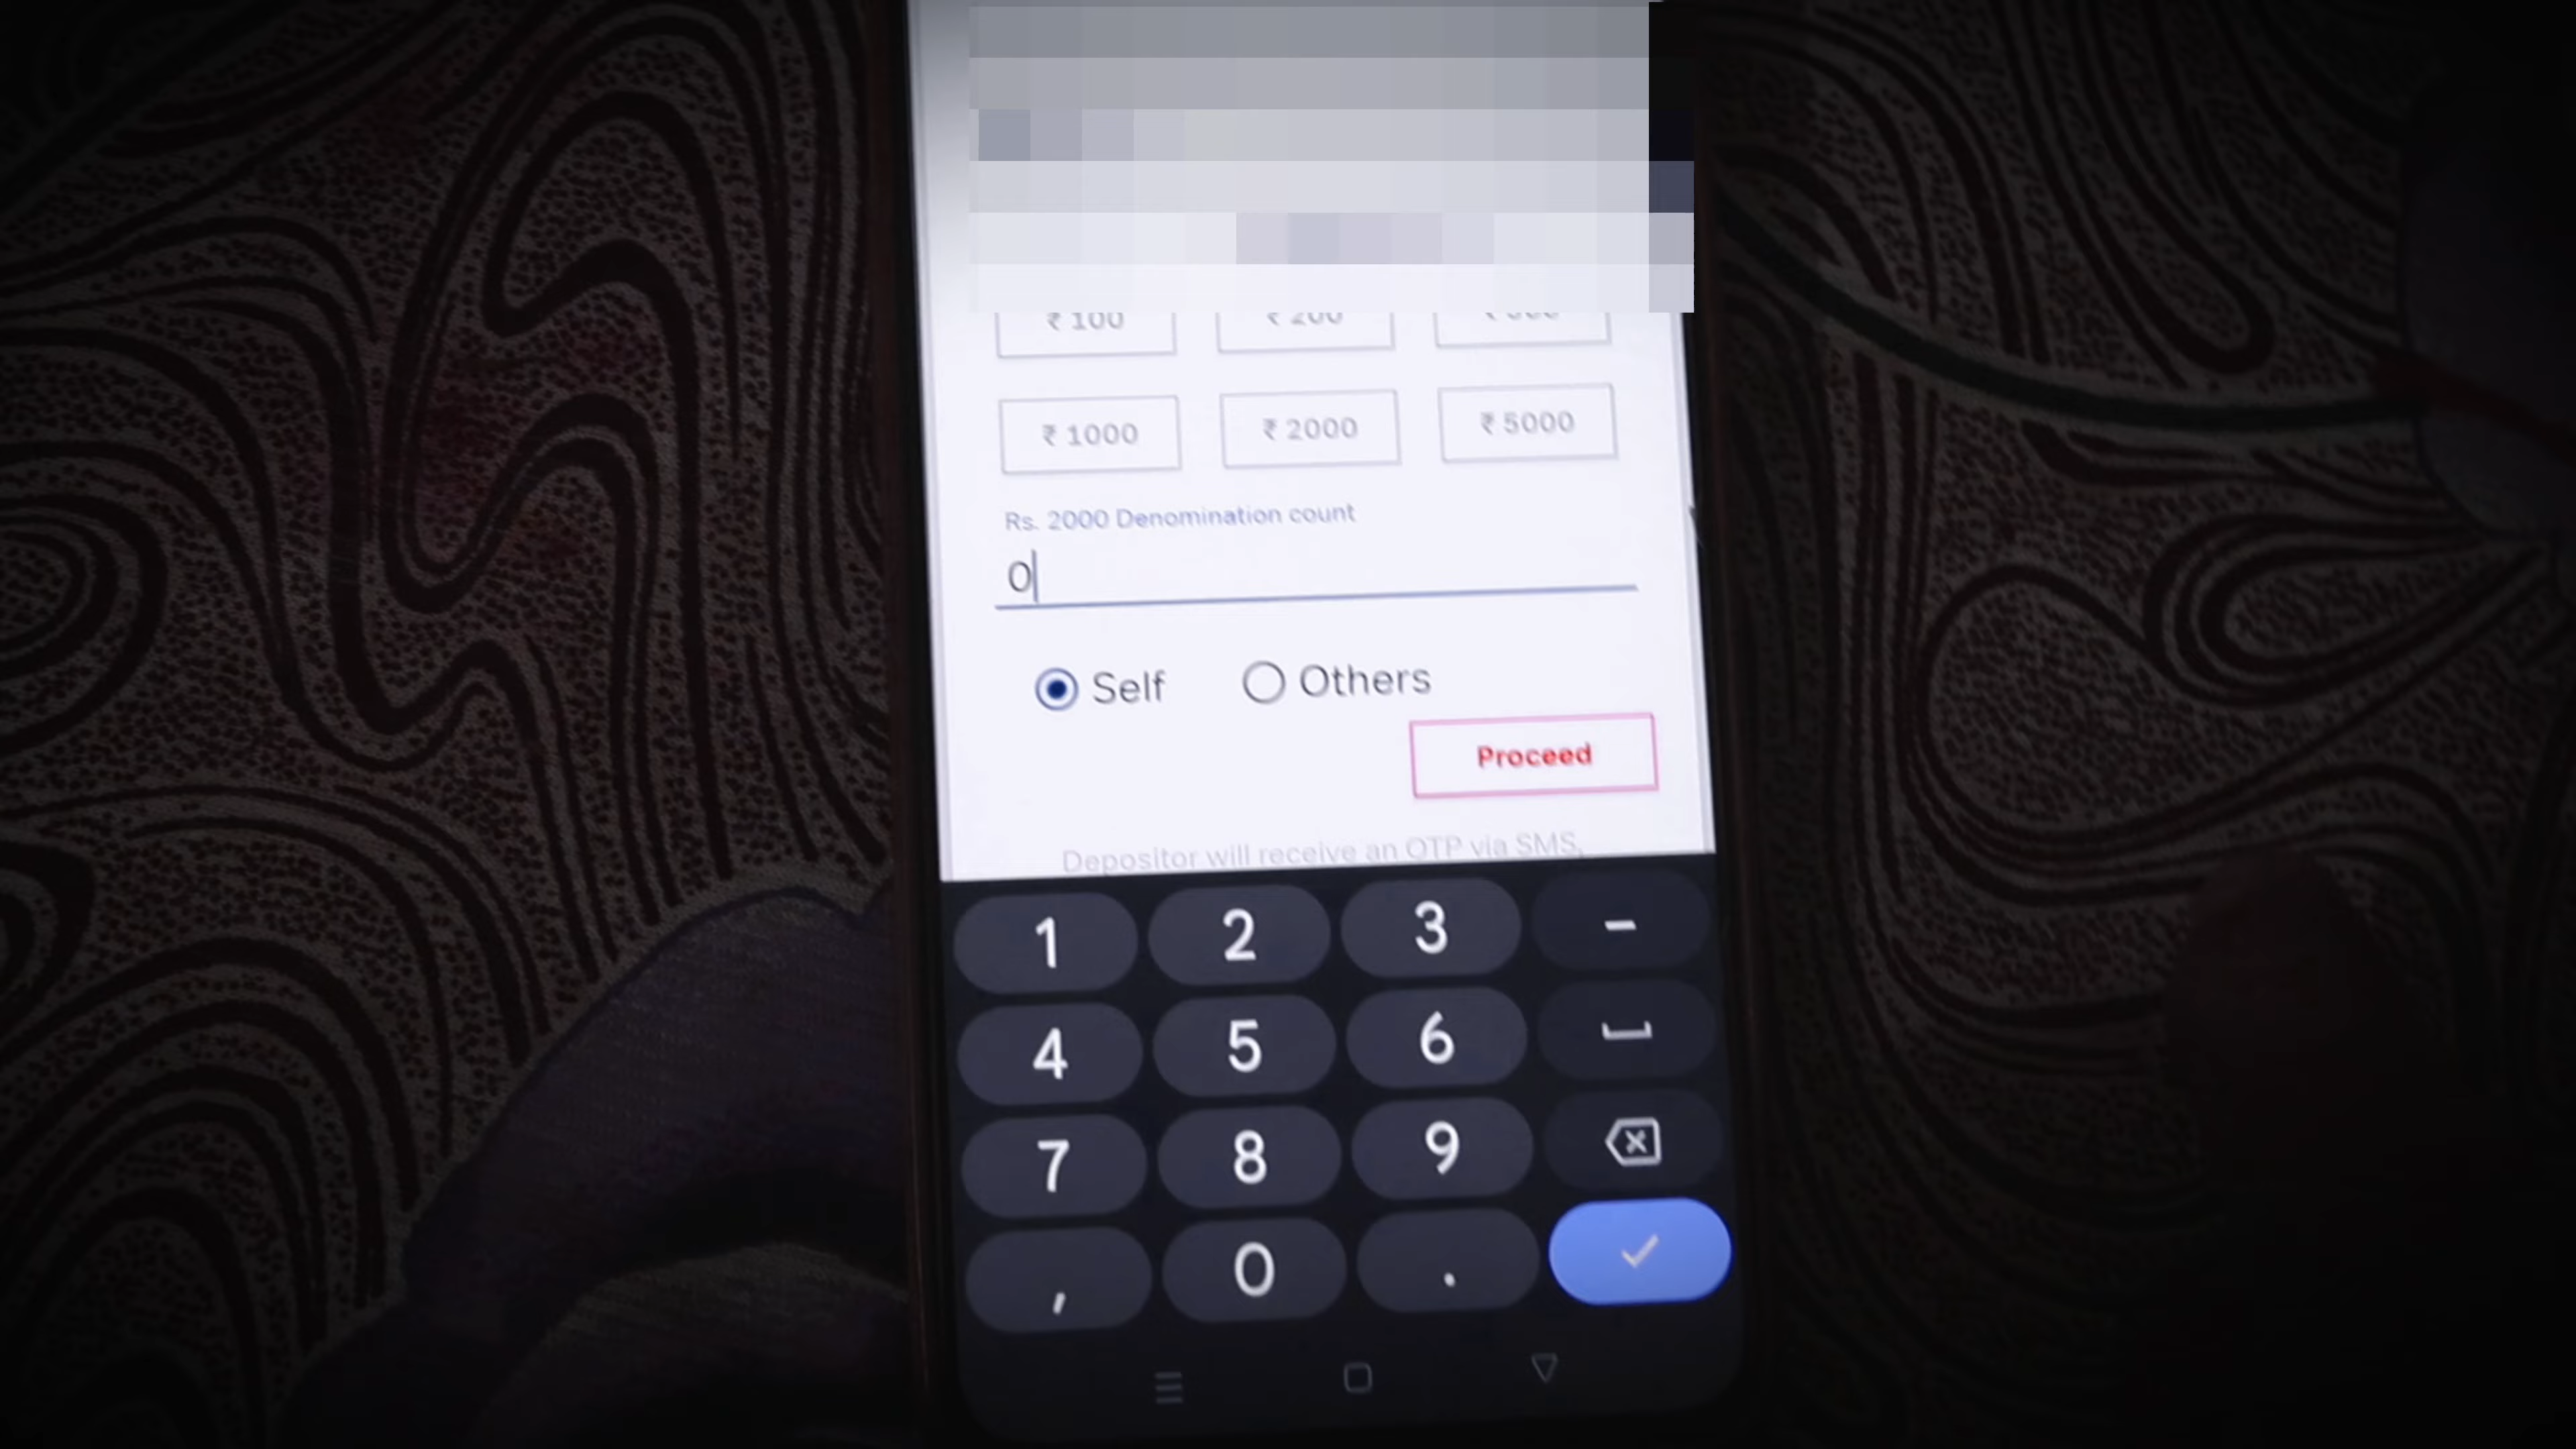 ₹ 100 ₹ 200
₹ 1000 ₹ 2000 ₹ 5000
Rs. 2000 Denomination count
0
Self Others
Proceed
Depositor will receive an OTP via SMS,
1 2 3 -
4 5 6
7 8 9
, 0 .